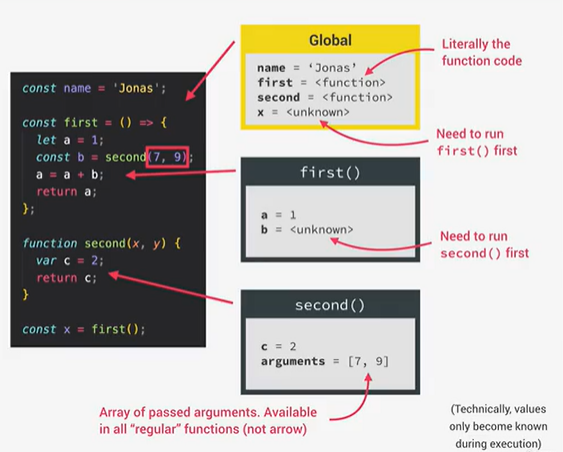 const name = 'Jonas';
const first = () => {
let a = 1;
const b = second(7, 9);
a = a + b;
return a;
};
function second(x, y) {
var c = 2;
return c;
}
const x = first();
Global
name = ‘Jonas’
first = <function>
second = <function>
x = <unknown>
Literally the
function code
Need to run
first() first
first()
a = 1
b = <unknown>
Need to run
second() first
second()
c = 2
arguments = [7, 9]
Array of passed arguments. Available
in all “regular” functions (not arrow)
(Technically, values
only become known
during execution)